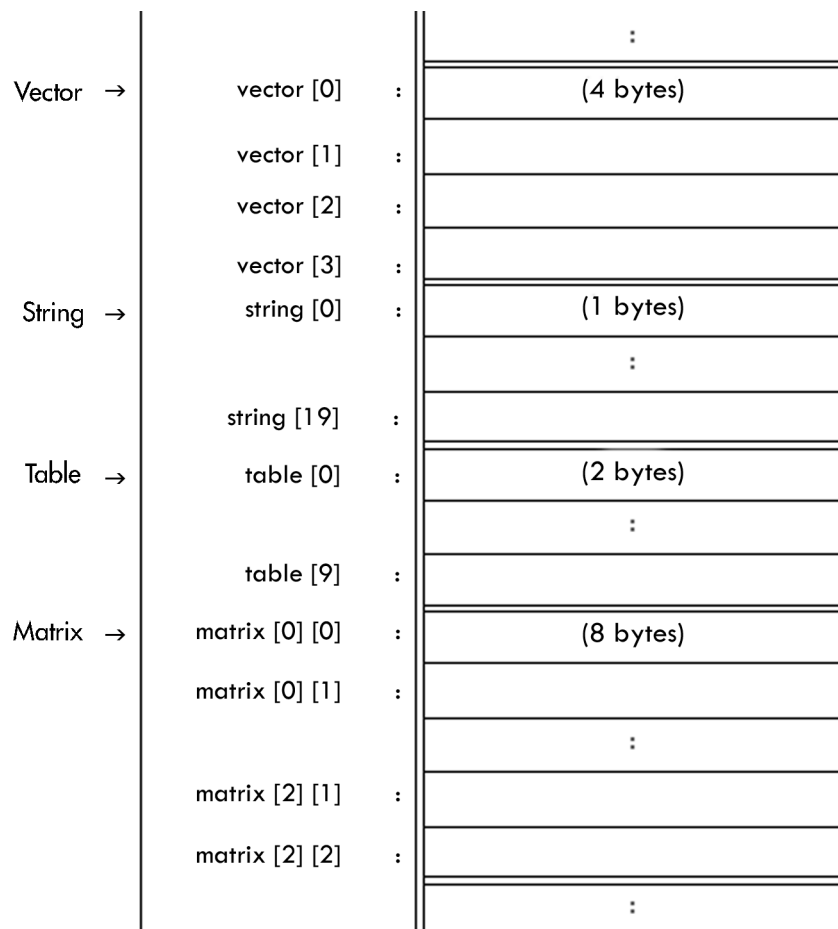 :
Vector → vector [0] : (4 bytes)
vector [1] :
vector [2] :
vector [3] :
String → string [0] : (1 bytes)
:
string [19] :
Table → table [0] : (2 bytes)
:
table [9] :
Matrix → matrix [0] [0] : (8 bytes)
matrix [0] [1] :
:
matrix [2] [1] :
matrix [2] [2] :
: